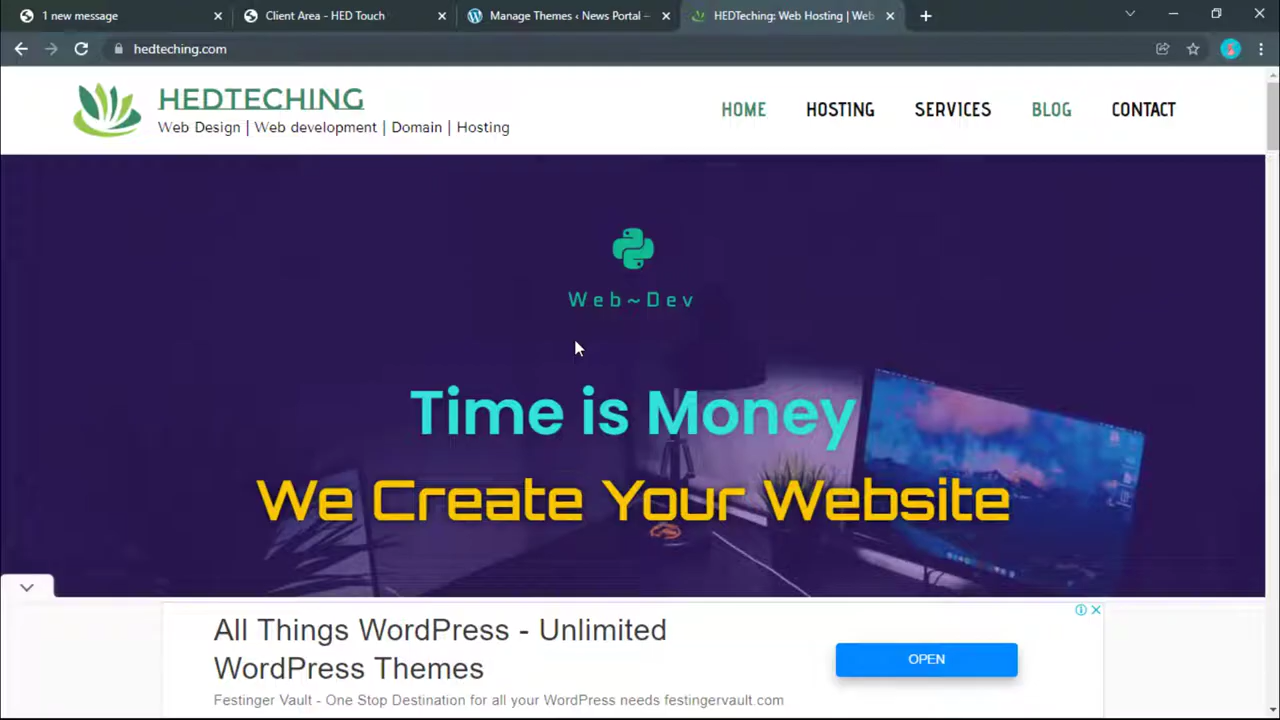 1 new message
Client Area - HED Touch
Manage Themes ‹ News Portal —
HEDTeching: Web Hosting | Web
hedteching.com
HEDTECHING
Web Design | Web development | Domain | Hosting
HOME
HOSTING
SERVICES
BLOG
CONTACT
Web~Dev
Time is Money
We Create Your Website
All Things WordPress - Unlimited
WordPress Themes
Festinger Vault - One Stop Destination for all your WordPress needs festingervault.com
OPEN